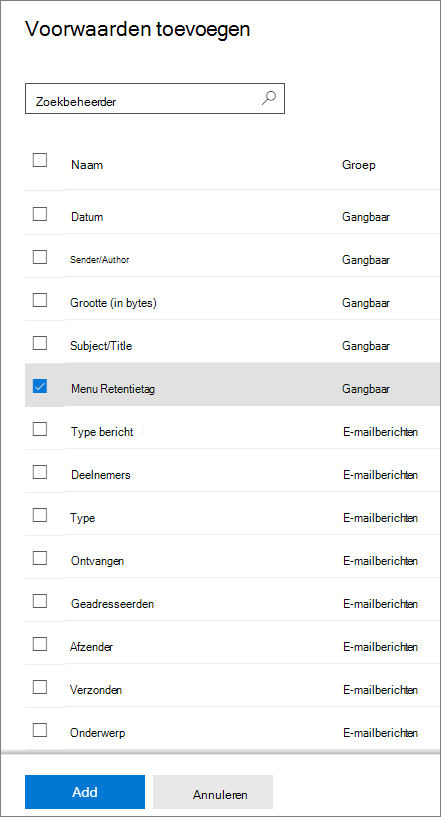 Voorwaarden toevoegen
Zoekbeheerder
Naam Groep
Datum Gangbaar
Sender/Author Gangbaar
Grootte (in bytes) Gangbaar
Subject/Title Gangbaar
Menu Retentietag Gangbaar
Type bericht E-mailberichten
Deelnemers E-mailberichten
Type E-mailberichten
Ontvangen E-mailberichten
Geadresseerden E-mailberichten
Afzender E-mailberichten
Verzonden E-mailberichten
Onderwerp E-mailberichten
Add Annuleren